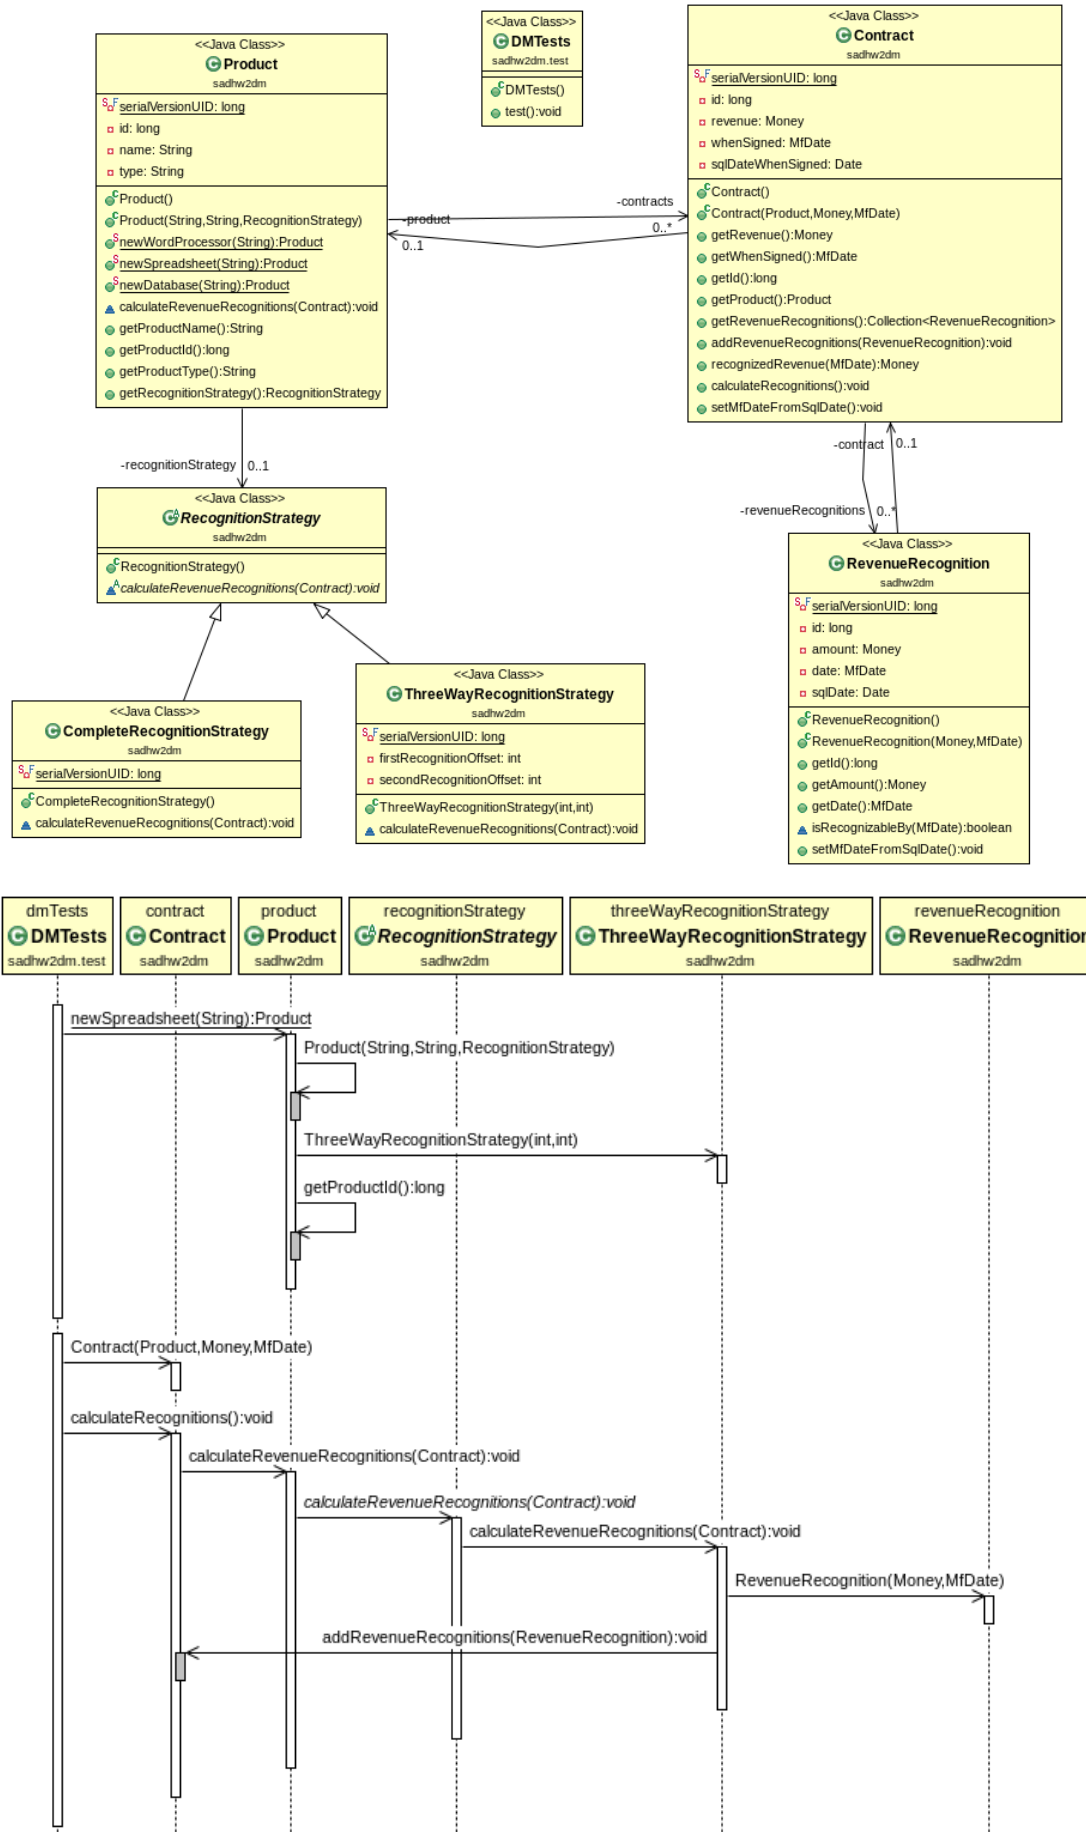 <<Java Class>>
Product
sadhw2dm
serialVersionUID: long
id: long
name: String
type: String
Product()
Product(String,String,RecognitionStrategy)
newWordProcessor(String):Product
newSpreadsheet(String):Product
newDatabase(String):Product
calculateRevenueRecognitions(Contract):void
getProductName():String
getProductId():long
getProductType():String
getRecognitionStrategy():RecognitionStrategy
<<Java Class>>
DMTests
sadhw2dm.test
DMTests()
test():void
<<Java Class>>
Contract
sadhw2dm
serialVersionUID: long
id: long
revenue: Money
whenSigned: MfDate
sqlDateWhenSigned: Date
Contract()
Contract(Product,Money,MfDate)
getRevenue():Money
getWhenSigned():MfDate
getId():long
getProduct():Product
getRevenueRecognitions():Collection<RevenueRecognition>
addRevenueRecognitions(RevenueRecognition):void
recognizedRevenue(MfDate):Money
calculateRecognitions():void
setMfDateFromSqlDate():void
-contracts
-product
0..*
0..1
-recognitionStrategy 0..1
-contract 0..1
-revenueRecognitions 0..*
<<Java Class>>
RecognitionStrategy
sadhw2dm
RecognitionStrategy()
calculateRevenueRecognitions(Contract):void
<<Java Class>>
RevenueRecognition
sadhw2dm
serialVersionUID: long
id: long
amount: Money
date: MfDate
sqlDate: Date
RevenueRecognition()
RevenueRecognition(Money,MfDate)
getId():long
getAmount():Money
getDate():MfDate
isRecognizableBy(MfDate):boolean
setMfDateFromSqlDate():void
<<Java Class>>
CompleteRecognitionStrategy
sadhw2dm
serialVersionUID: long
CompleteRecognitionStrategy()
calculateRevenueRecognitions(Contract):void
<<Java Class>>
ThreeWayRecognitionStrategy
sadhw2dm
serialVersionUID: long
firstRecognitionOffset: int
secondRecognitionOffset: int
ThreeWayRecognitionStrategy(int,int)
calculateRevenueRecognitions(Contract):void
dmTests
DMTests
sadhw2dm.test
contract
Contract
sadhw2dm
product
Product
sadhw2dm
recognitionStrategy
RecognitionStrategy
sadhw2dm
threeWayRecognitionStrategy
ThreeWayRecognitionStrategy
sadhw2dm
revenueRecognition
RevenueRecognition
sadhw2dm
newSpreadsheet(String):Product
Product(String,String,RecognitionStrategy)
ThreeWayRecognitionStrategy(int,int)
getProductId():long
Contract(Product,Money,MfDate)
calculateRecognitions():void
calculateRevenueRecognitions(Contract):void
calculateRevenueRecognitions(Contract):void
calculateRevenueRecognitions(Contract):void
RevenueRecognition(Money,MfDate)
addRevenueRecognitions(RevenueRecognition):void